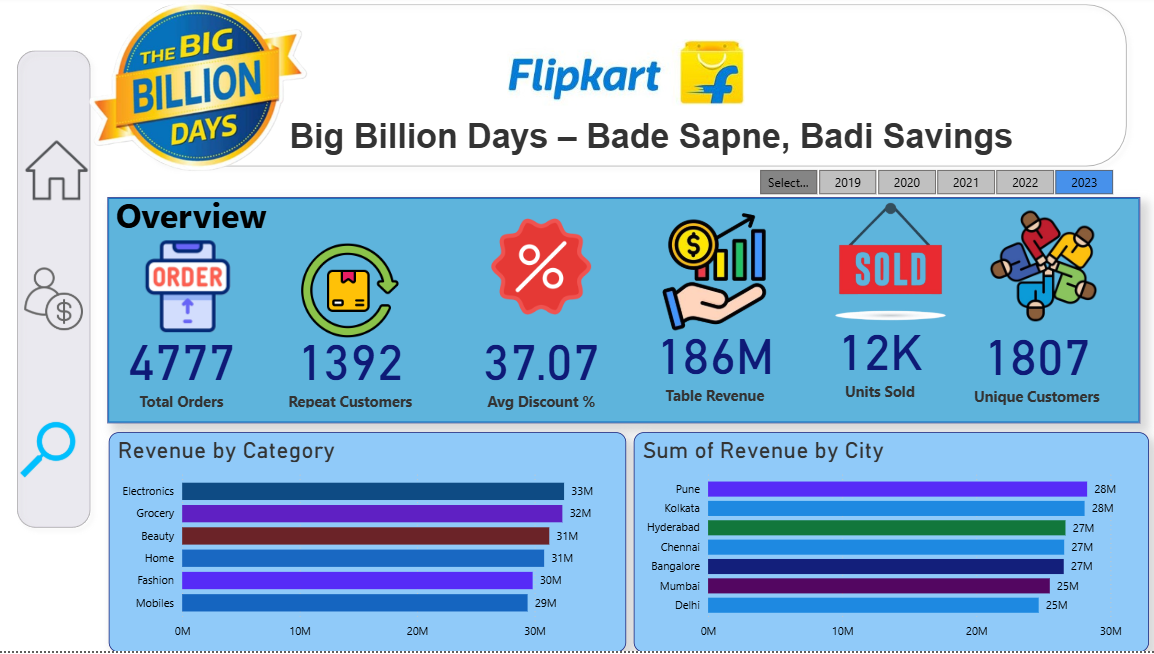 THE BIG
BILLION
DAYS
Flipkart
Big Billion Days – Bade Sapne, Badi Savings
Select... 2019 2020 2021 2022 2023
Overview
ORDER
SOLD
4777 1392 37.07 186M 12K 1807
Total Orders Repeat Customers Avg Discount % Table Revenue Units Sold Unique Customers
Revenue by Category
Electronics 33M
Grocery 32M
Beauty 31M
Home 31M
Fashion 30M
Mobiles 29M
0M 10M 20M 30M
Sum of Revenue by City
Pune 28M
Kolkata 28M
Hyderabad 27M
Chennai 27M
Bangalore 27M
Mumbai 25M
Delhi 25M
0M 10M 20M 30M